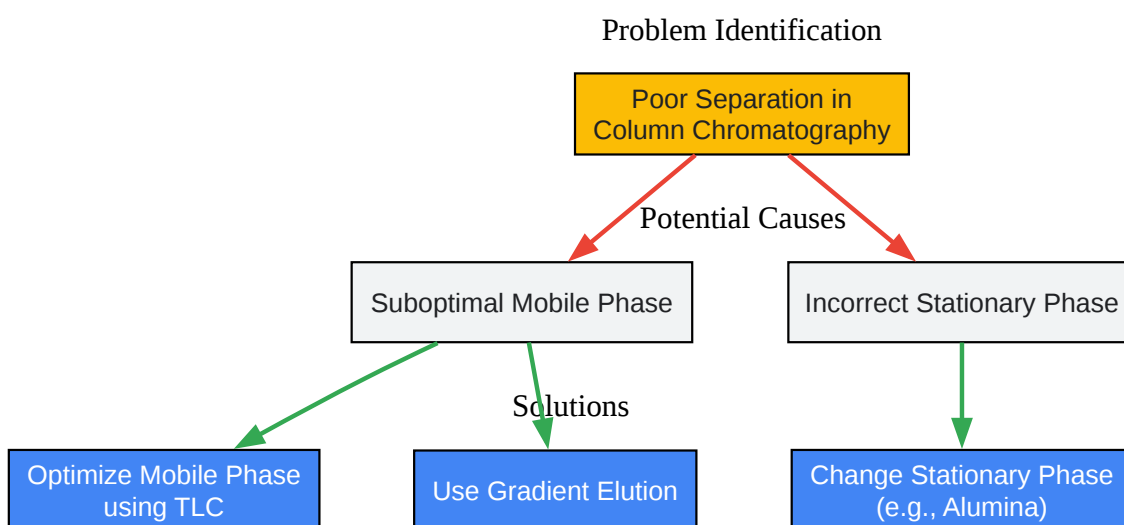 Problem Identification
Poor Separation in
Column Chromatography
Potential Causes
Suboptimal Mobile Phase
Incorrect Stationary Phase
Solutions
Optimize Mobile Phase
using TLC
Use Gradient Elution
Change Stationary Phase
(e.g., Alumina)